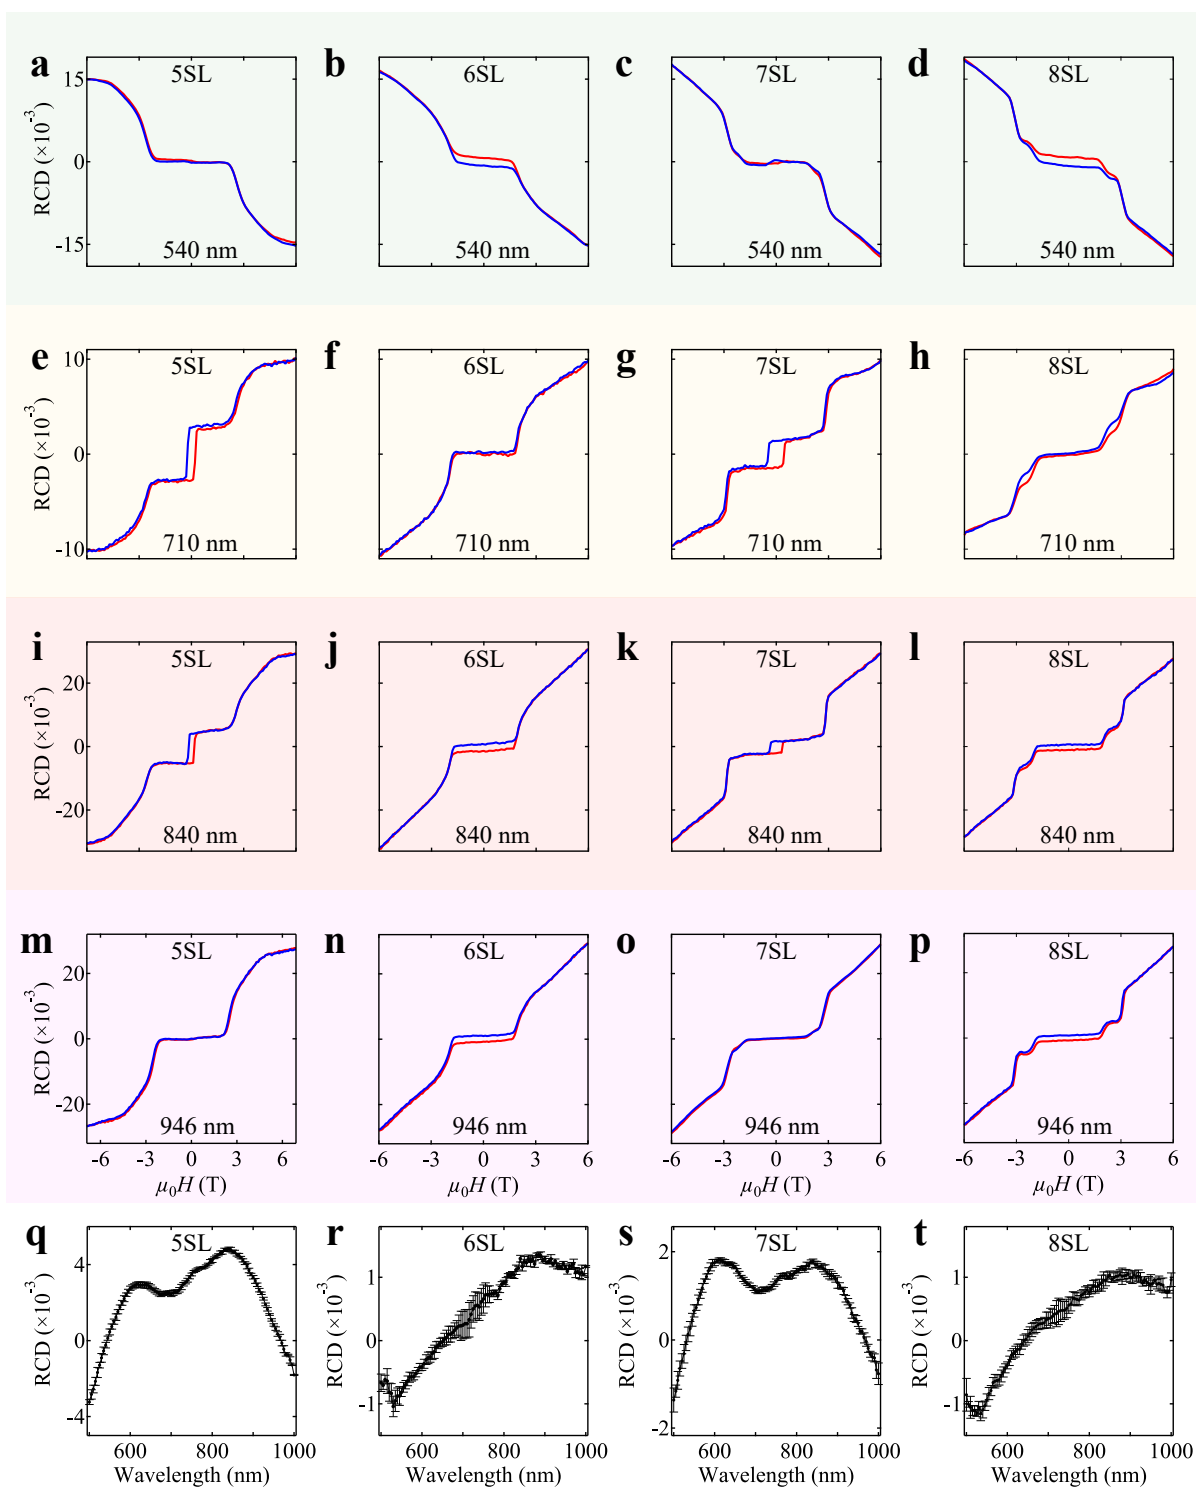 a 5SL b 6SL c 7SL d 8SL
RCD (×10⁻³)
15
0
-15
540 nm 540 nm 540 nm 540 nm
e 5SL f 6SL g 7SL h 8SL
RCD (×10⁻³)
10
0
-10
710 nm 710 nm 710 nm 710 nm
i 5SL j 6SL k 7SL l 8SL
RCD (×10⁻³)
20
0
-20
840 nm 840 nm 840 nm 840 nm
m 5SL n 6SL o 7SL p 8SL
RCD (×10⁻³)
20
0
-20
946 nm 946 nm 946 nm 946 nm
-6 -3 0 3 6 -6 -3 0 3 6 -6 -3 0 3 6 -6 -3 0 3 6
μ₀H (T) μ₀H (T) μ₀H (T) μ₀H (T)
q 5SL r 6SL s 7SL t 8SL
RCD (×10⁻³) RCD (×10⁻³) RCD (×10⁻³) RCD (×10⁻³)
4 1 2 1
0 0 0 0
-4 -1 -2 -1
600 800 1000 600 800 1000 600 800 1000 600 800 1000
Wavelength (nm) Wavelength (nm) Wavelength (nm) Wavelength (nm)